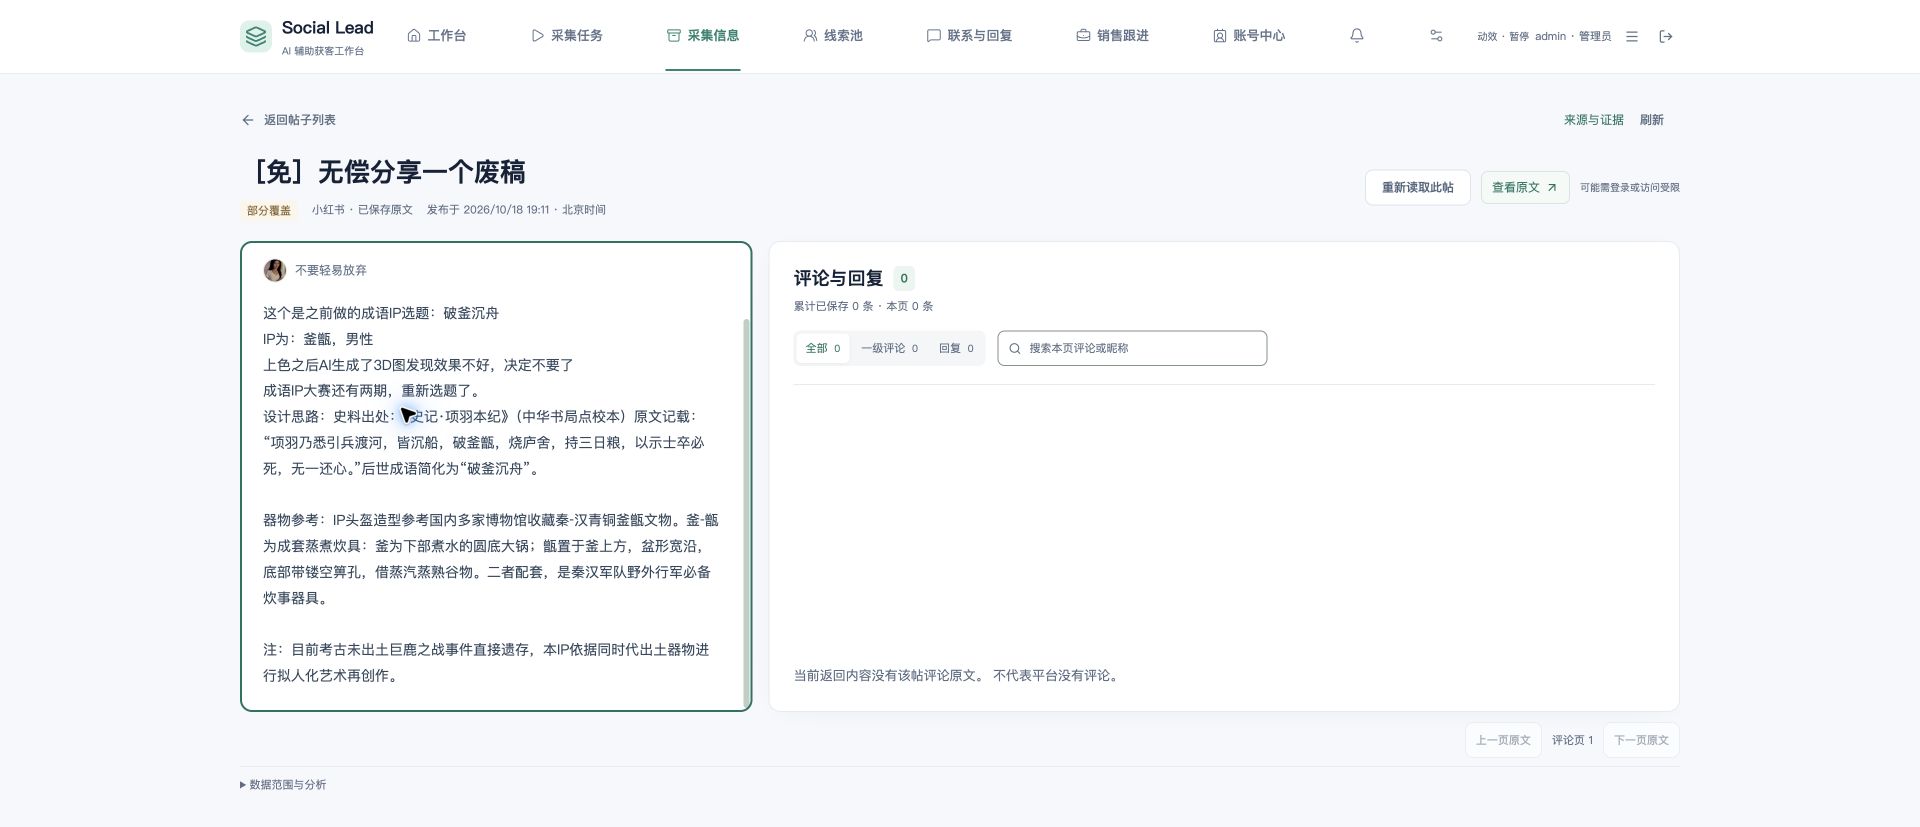 Social Lead
AI 辅助获客工作台
工作台
采集任务
采集信息
线索池
联系与回复
销售跟进
账号中心
动效 · 暂停 admin · 管理员
返回帖子列表
来源与证据 刷新
［免］无偿分享一个废稿
部分覆盖 小红书 · 已保存原文 发布于 2026/10/18 19:11 · 北京时间
重新读取此帖 查看原文 可能需登录或访问受限
不要轻易放弃
这个是之前做的成语IP选题：破釜沉舟
IP为：釜甑，男性
上色之后AI生成了3D图发现效果不好，决定不要了
成语IP大赛还有两期，重新选题了。
设计思路：史料出处：史记·项羽本纪》（中华书局点校本）原文记载：
“项羽乃悉引兵渡河，皆沉船，破釜甑，烧庐舍，持三日粮，以示士卒必
死，无一还心。”后世成语简化为“破釜沉舟”。
器物参考：IP头盔造型参考国内多家博物馆收藏秦-汉青铜釜甑文物。釜-甑
为成套蒸煮炊具：釜为下部煮水的圆底大锅；甑置于釜上方，盆形宽沿，
底部带镂空箅孔，借蒸汽蒸熟谷物。二者配套，是秦汉军队野外行军必备
炊事器具。
注：目前考古未出土巨鹿之战事件直接遗存，本IP依据同时代出土器物进
行拟人化艺术再创作。
评论与回复 0
累计已保存 0 条 · 本页 0 条
全部 0 一级评论 0 回复 0
搜索本页评论或昵称
当前返回内容没有该帖评论原文。 不代表平台没有评论。
上一页原文 评论页 1 下一页原文
数据范围与分析